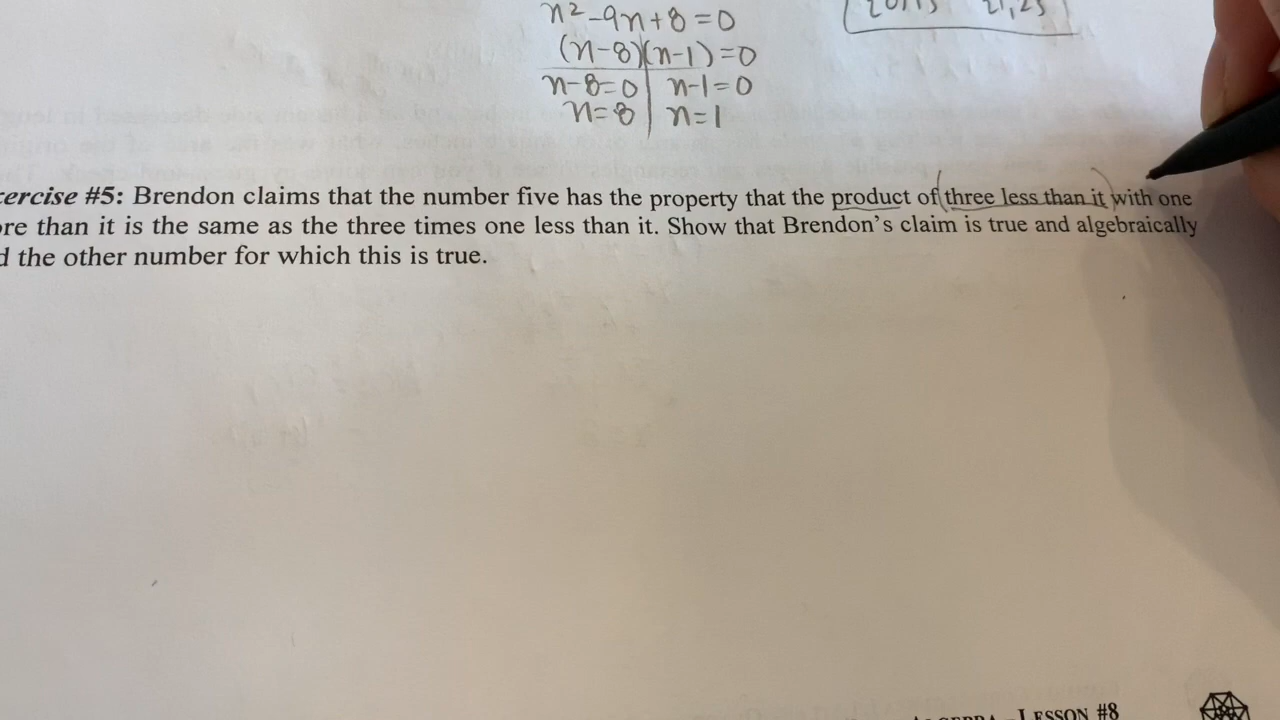 n²-9n+8=0
(n-8)(n-1)=0
n-8=0 n-1=0
n=8 n=1
ercise #5: Brendon claims that the number five has the property that the product of three less than it with one
re than it is the same as the three times one less than it. Show that Brendon's claim is true and algebraically
d the other number for which this is true.
LESSON #8